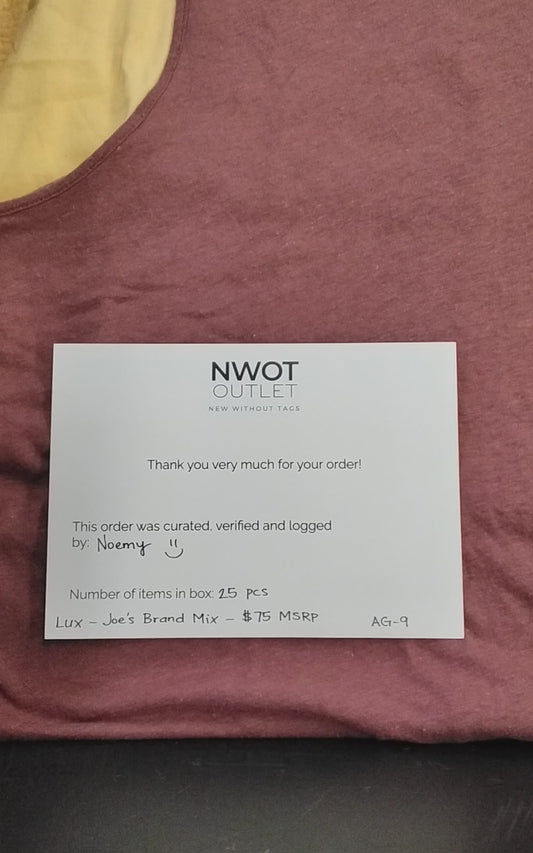 NWOT
OUTLET
NEW WITHOUT TAGS
Thank you very much for your order!
This order was curated, verified and logged
by: Noemy
Number of items in box: 25 pcs
Lux - Joe's Brand Mix - $75 MSRP AG-9